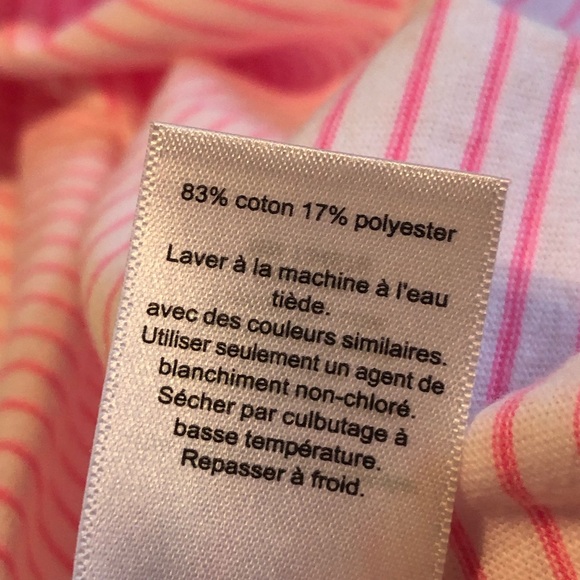 83% coton 17% polyester
Laver à la machine à l'eau
tiède.
avec des couleurs similaires.
Utiliser seulement un agent de
blanchiment non-chloré.
Sécher par culbutage à
basse température.
Repasser à froid.